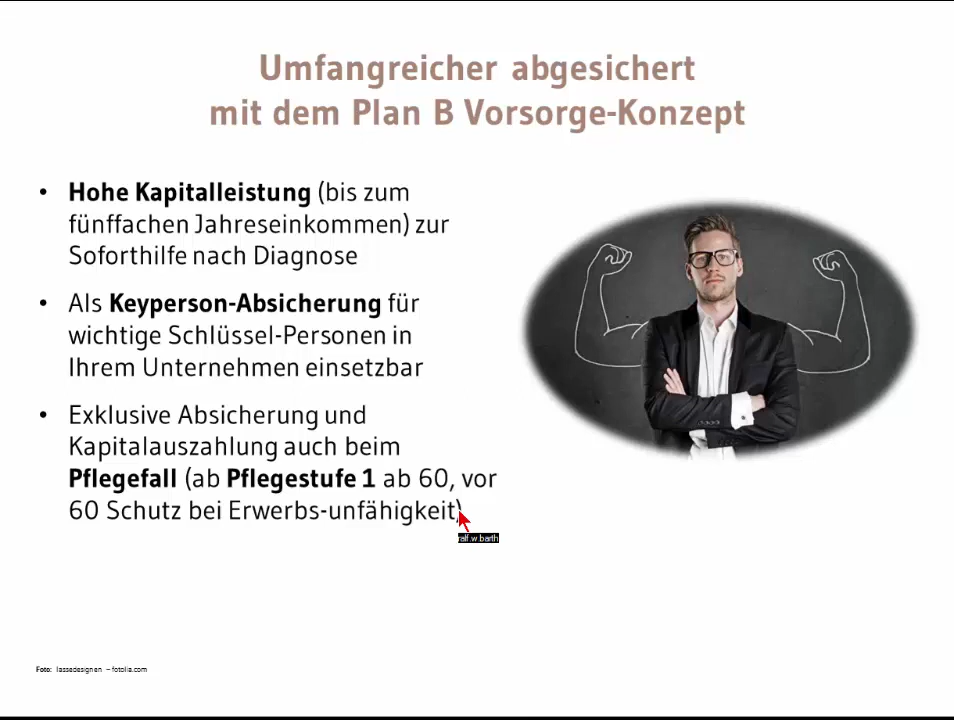 Umfangreicher abgesichert
mit dem Plan B Vorsorge-Konzept
• Hohe Kapitalleistung (bis zum
fünffachen Jahreseinkommen) zur
Soforthilfe nach Diagnose
• Als Keyperson-Absicherung für
wichtige Schlüssel-Personen in
Ihrem Unternehmen einsetzbar
• Exklusive Absicherung und
Kapitalauszahlung auch beim
Pflegefall (ab Pflegestufe 1 ab 60, vor
60 Schutz bei Erwerbs-unfähigkeit)
ralf.w.barth
Foto: lassedesignen – fotolia.com